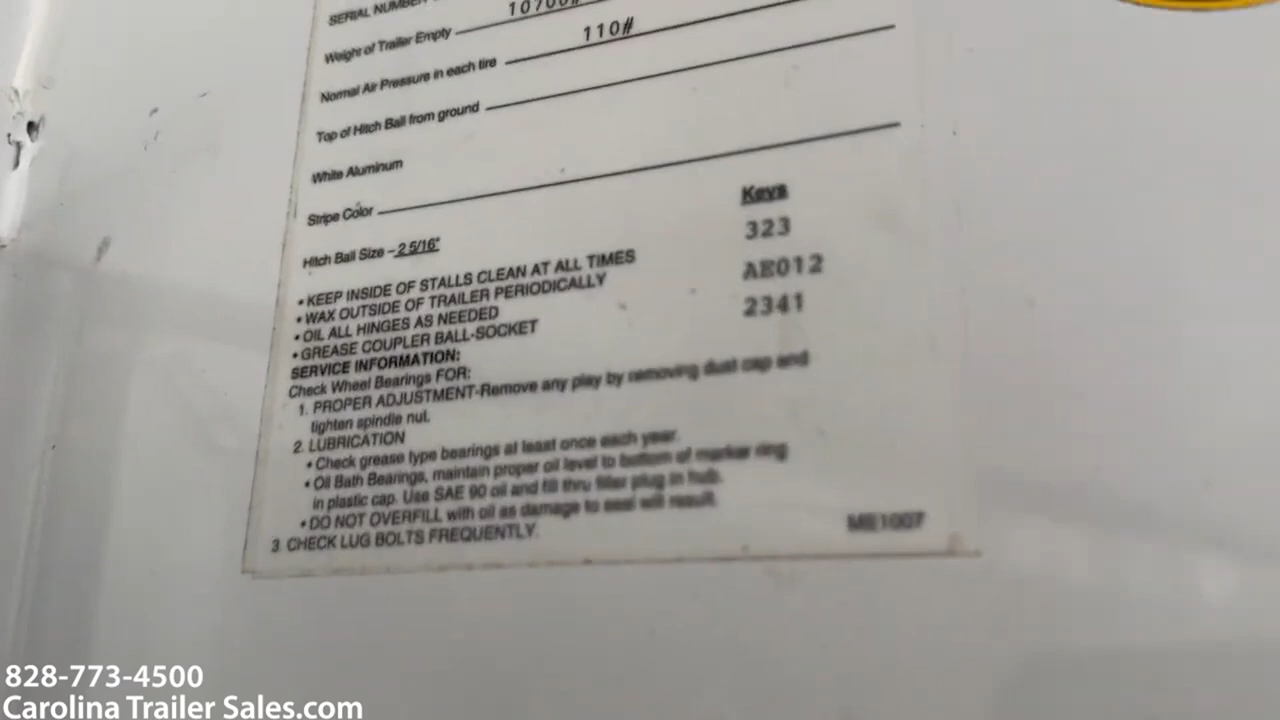 SERIAL NUMBER
Weight of Trailer Empty 10700#
Normal Air Pressure in each tire 110#
Top of Hitch Ball from ground
White Aluminum
Stripe Color
Hitch Ball Size – 2 5/16"
Keys
323
AE012
2341
• KEEP INSIDE OF STALLS CLEAN AT ALL TIMES
• WAX OUTSIDE OF TRAILER PERIODICALLY
• OIL ALL HINGES AS NEEDED
• GREASE COUPLER BALL-SOCKET
SERVICE INFORMATION:
Check Wheel Bearings FOR:
1. PROPER ADJUSTMENT-Remove any play by removing dust cap and
tighten spindle nut.
2. LUBRICATION
• Check grease type bearings at least once each year.
• Oil Bath Bearings, maintain proper oil level to bottom of marker ring
in plastic cap. Use SAE 90 oil and fill thru filler plug in hub.
• DO NOT OVERFILL with oil as damage to seal will result.
3 CHECK LUG BOLTS FREQUENTLY.
ME1007
828-773-4500
Carolina Trailer Sales.com